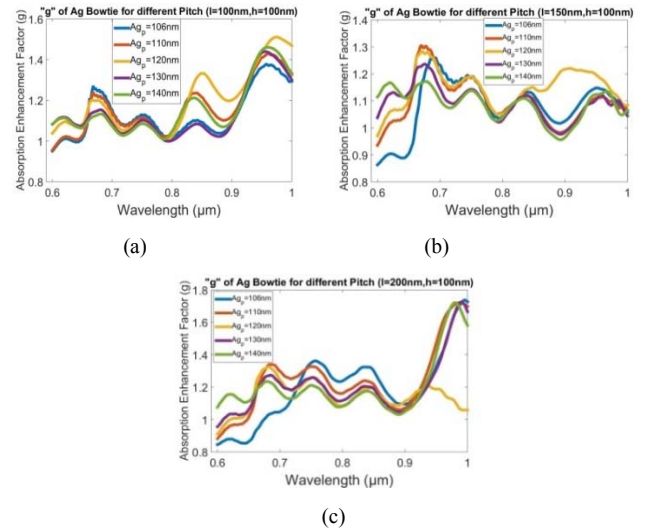 "g" of Ag Bowtie for different Pitch (l=100nm,h=100nm)
Absorption Enhancement Factor (g)
1.8
1.6
1.4
1.2
1
0.8
Ag_p=106nm
Ag_p=110nm
Ag_p=120nm
Ag_p=130nm
Ag_p=140nm
0.6 0.7 0.8 0.9 1
Wavelength (μm)
(a)
"g" of Ag Bowtie for different Pitch (l=150nm,h=100nm)
Absorption Enhancement Factor (g)
1.4
1.3
1.2
1.1
1
0.9
0.8
Ag_p=106nm
Ag_p=110nm
Ag_p=120nm
Ag_p=130nm
Ag_p=140nm
0.6 0.7 0.8 0.9 1
Wavelength (μm)
(b)
"g" of Ag Bowtie for different Pitch (l=200nm,h=100nm)
Absorption Enhancement Factor (g)
1.8
1.6
1.4
1.2
1
0.8
Ag_p=106nm
Ag_p=110nm
Ag_p=120nm
Ag_p=130nm
Ag_p=140nm
0.6 0.7 0.8 0.9 1
Wavelength (μm)
(c)